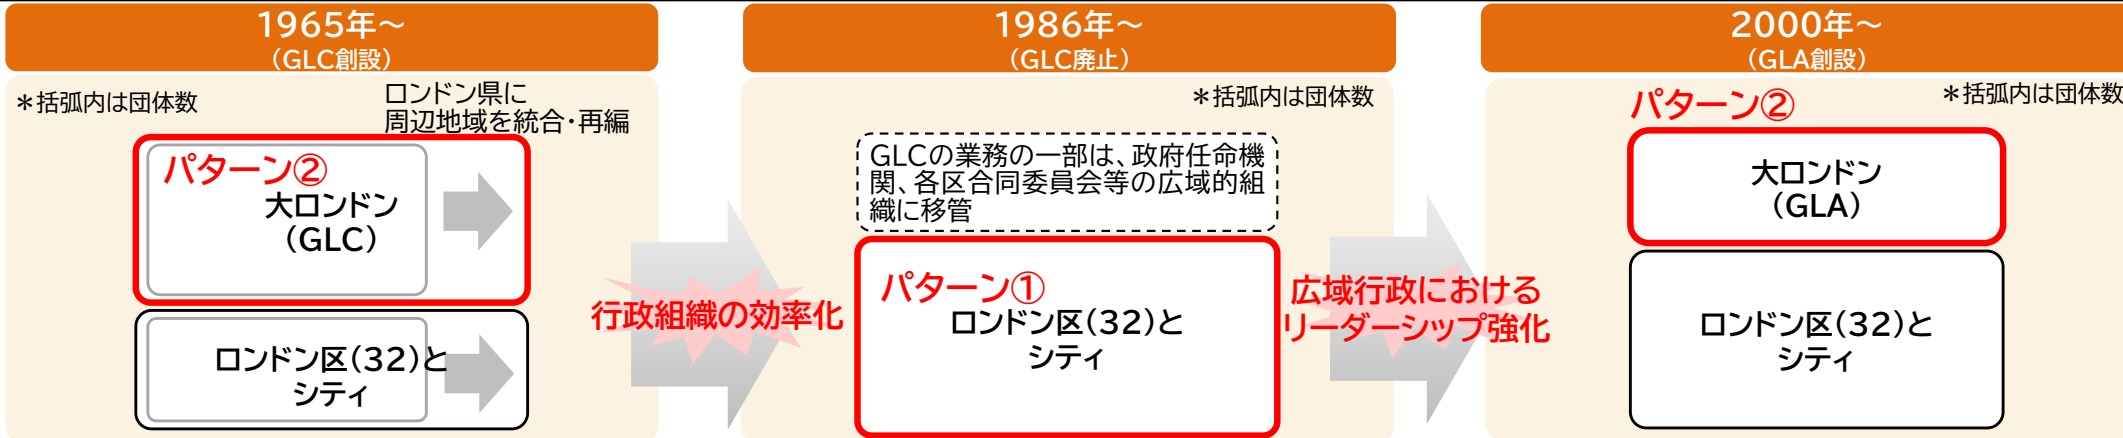 1965年～
（GLC創設）
＊括弧内は団体数
ロンドン県に
周辺地域を統合・再編
パターン②
大ロンドン
（GLC）
ロンドン区（32）と
シティ
行政組織の効率化
1986年～
（GLC廃止）
＊括弧内は団体数
GLCの業務の一部は、政府任命機
関、各区合同委員会等の広域的組
織に移管
パターン①
ロンドン区（32）と
シティ
広域行政における
リーダーシップ強化
2000年～
（GLA創設）
パターン②
＊括弧内は団体数
大ロンドン
（GLA）
ロンドン区（32）と
シティ